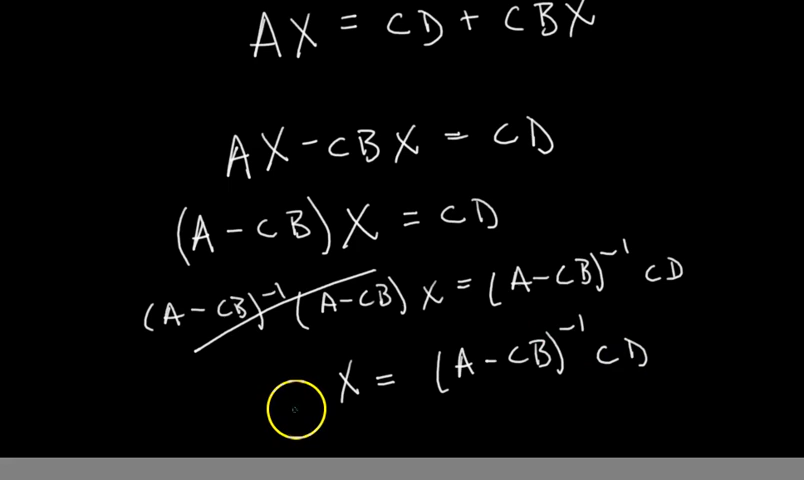 AX = CD + CBX
AX - CBX = CD
(A - CB) X = CD
(A - CB)⁻¹ (A - CB) X = (A - CB)⁻¹ CD
X = (A - CB)⁻¹ CD